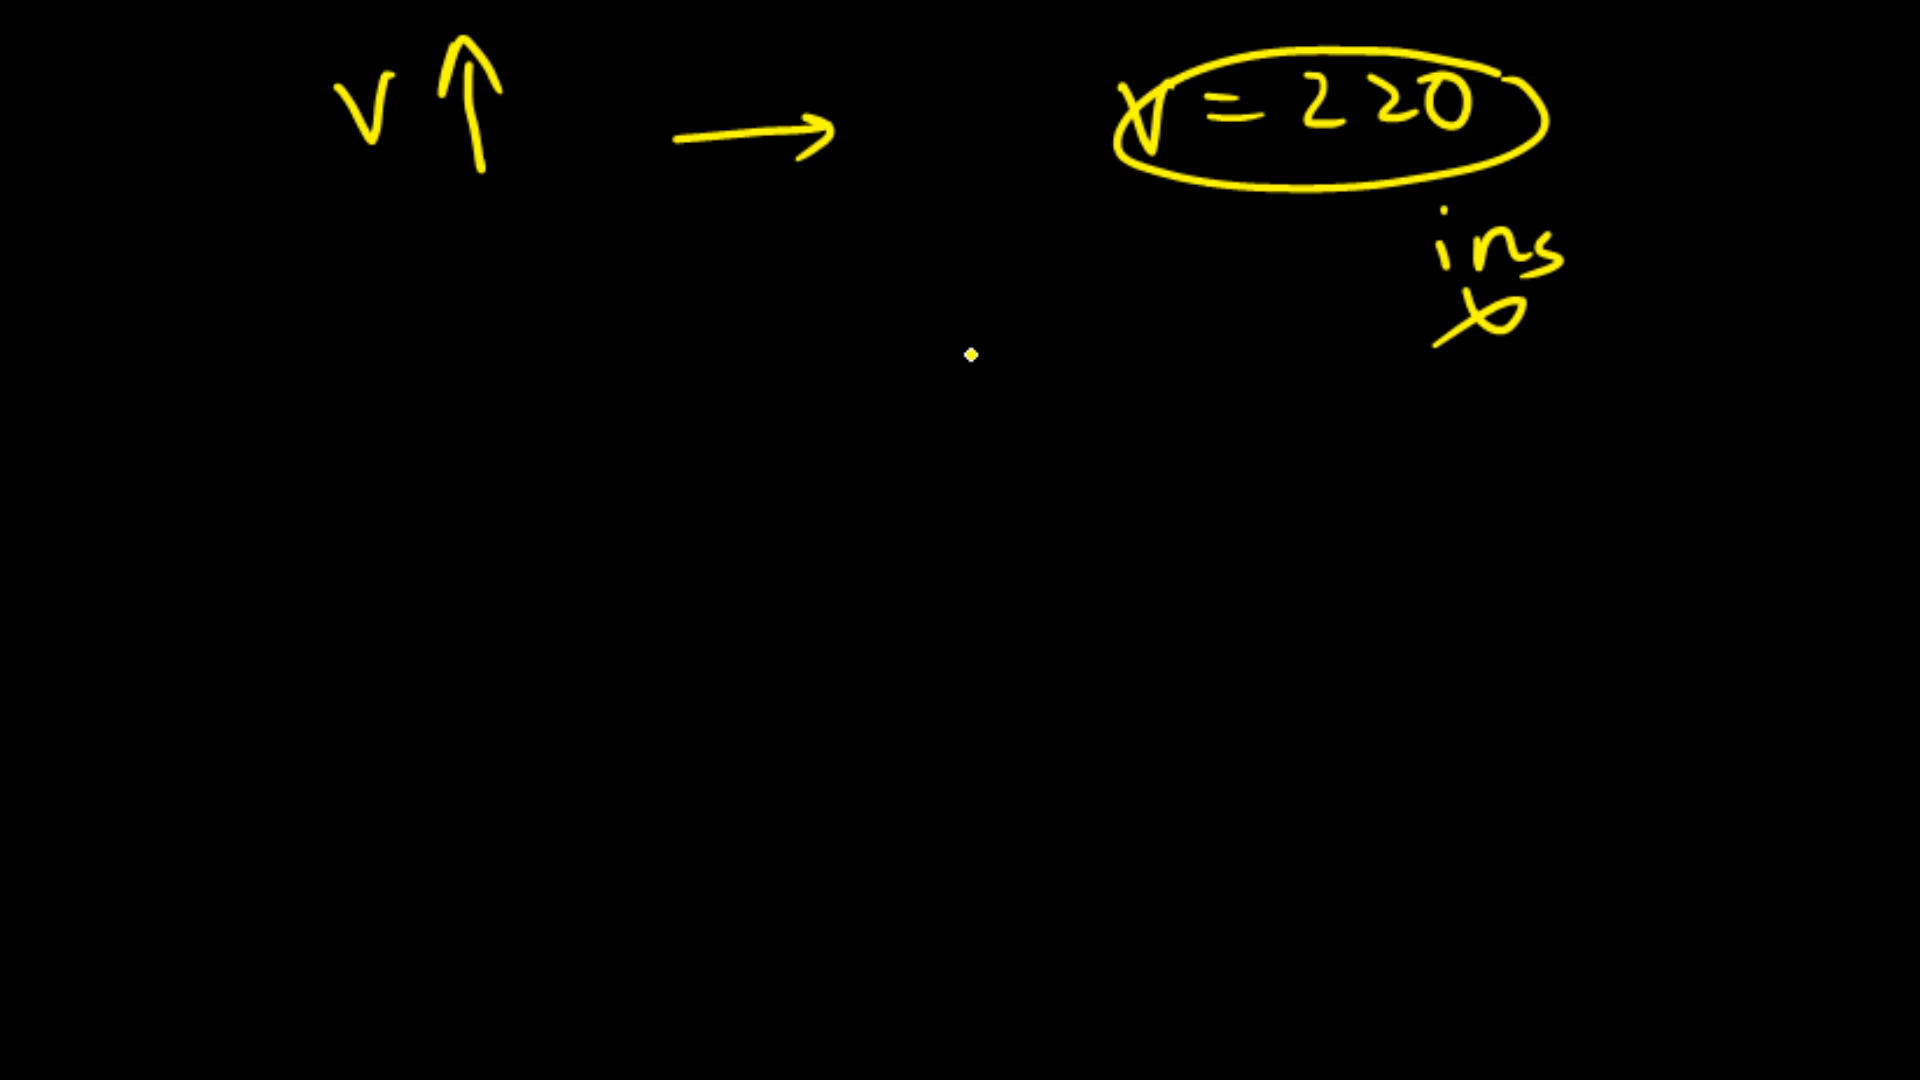 V ↑ → V = 220
ins